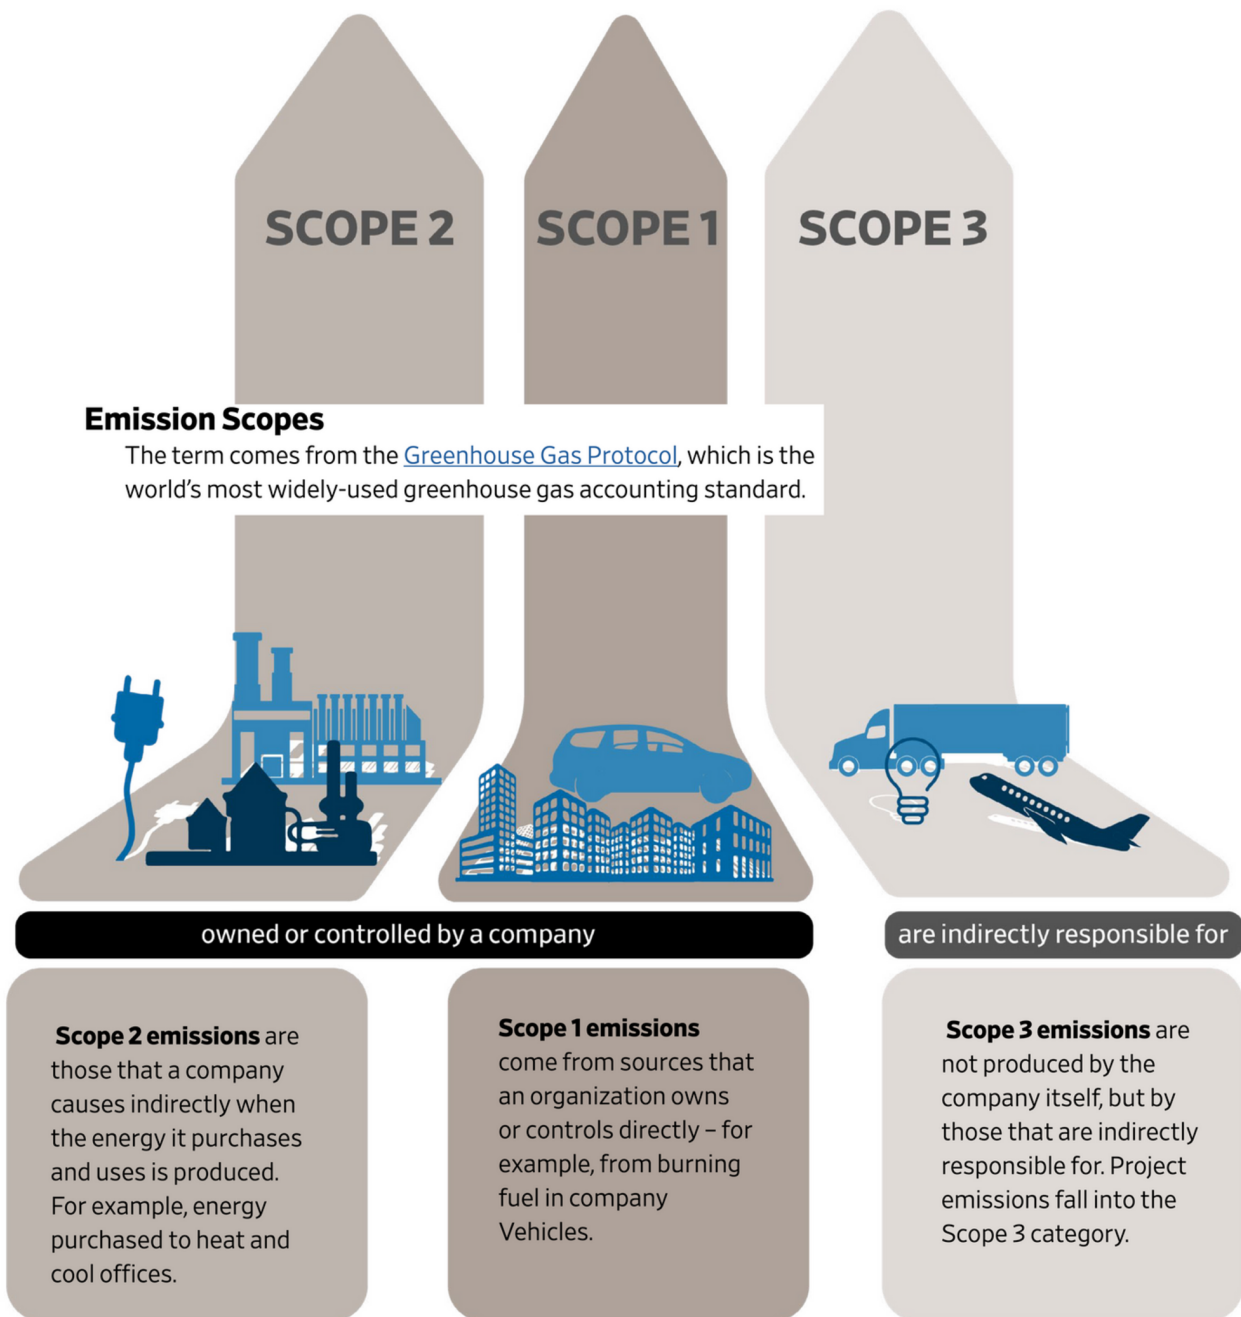 SCOPE 2
SCOPE 1
SCOPE 3
Emission Scopes
The term comes from the Greenhouse Gas Protocol, which is the
world's most widely-used greenhouse gas accounting standard.
owned or controlled by a company
are indirectly responsible for
Scope 2 emissions are
those that a company
causes indirectly when
the energy it purchases
and uses is produced.
For example, energy
purchased to heat and
cool offices.
Scope 1 emissions
come from sources that
an organization owns
or controls directly – for
example, from burning
fuel in company
Vehicles.
Scope 3 emissions are
not produced by the
company itself, but by
those that are indirectly
responsible for. Project
emissions fall into the
Scope 3 category.